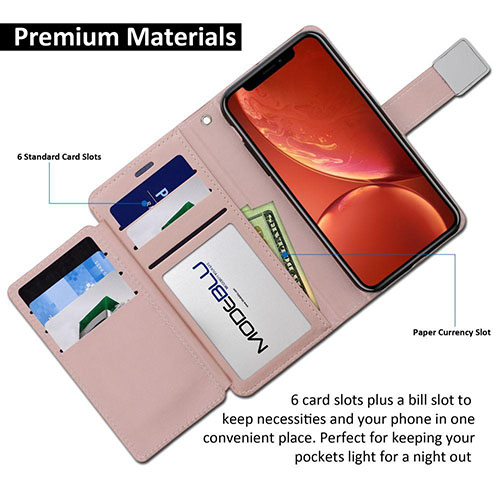 Premium Materials
6 Standard Card Slots
P
MODEBLU
Paper Currency Slot
6 card slots plus a bill slot to
keep necessities and your phone in one
convenient place. Perfect for keeping your
pockets light for a night out